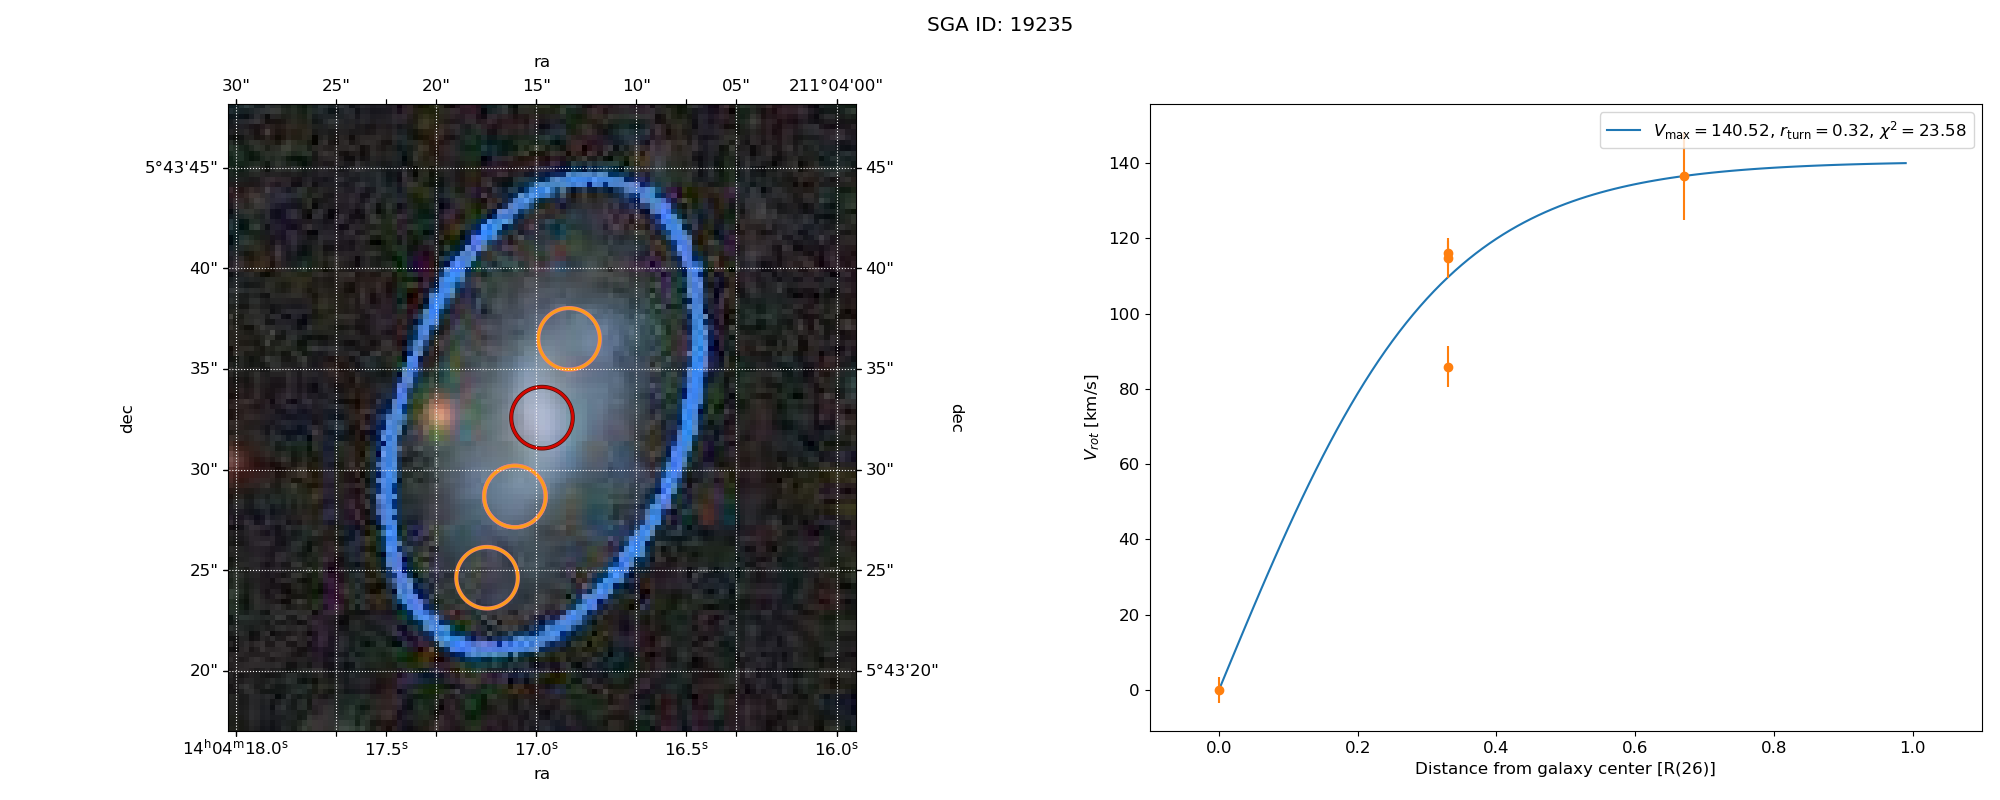 SGA ID: 19235
ra
30" 25" 20" 15" 10" 05" 211°04'00"
5°43'45" 45"
40" 40"
35" 35"
dec dec
30" 30"
25" 25"
20" 5°43'20"
14ʰ04ᵐ18.0ˢ 17.5ˢ 17.0ˢ 16.5ˢ 16.0ˢ
ra
V_max = 140.52, r_turn = 0.32, χ² = 23.58
140
120
100
80
60
40
20
0
V_rot [km/s]
0.0 0.2 0.4 0.6 0.8 1.0
Distance from galaxy center [R(26)]